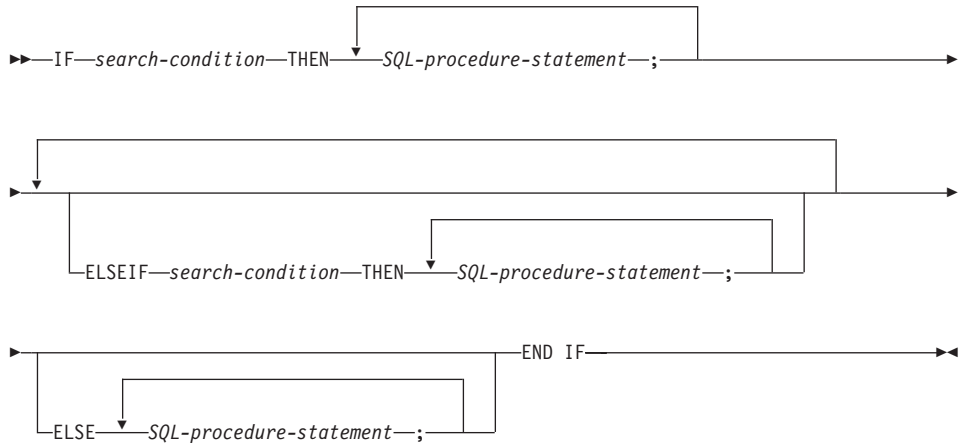 IF search-condition THEN SQL-procedure-statement ;
ELSEIF search-condition THEN SQL-procedure-statement ;
END IF
ELSE SQL-procedure-statement ;